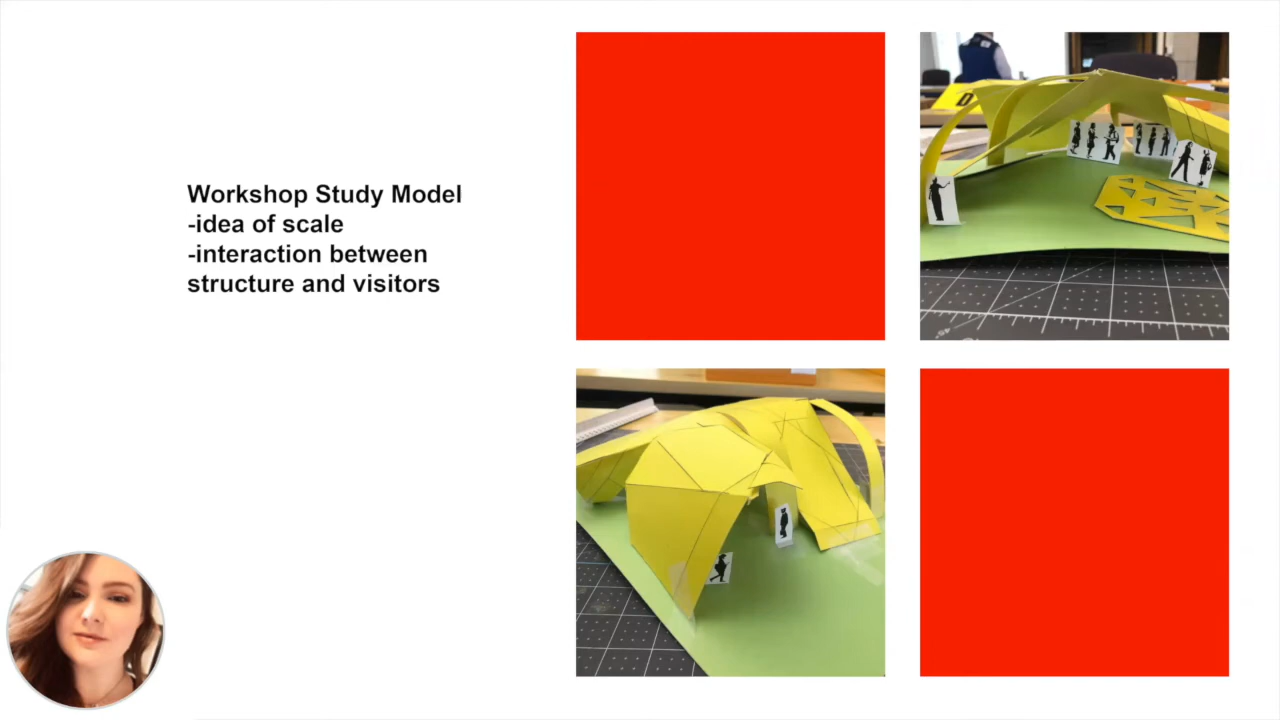 Workshop Study Model
-idea of scale
-interaction between
structure and visitors
D